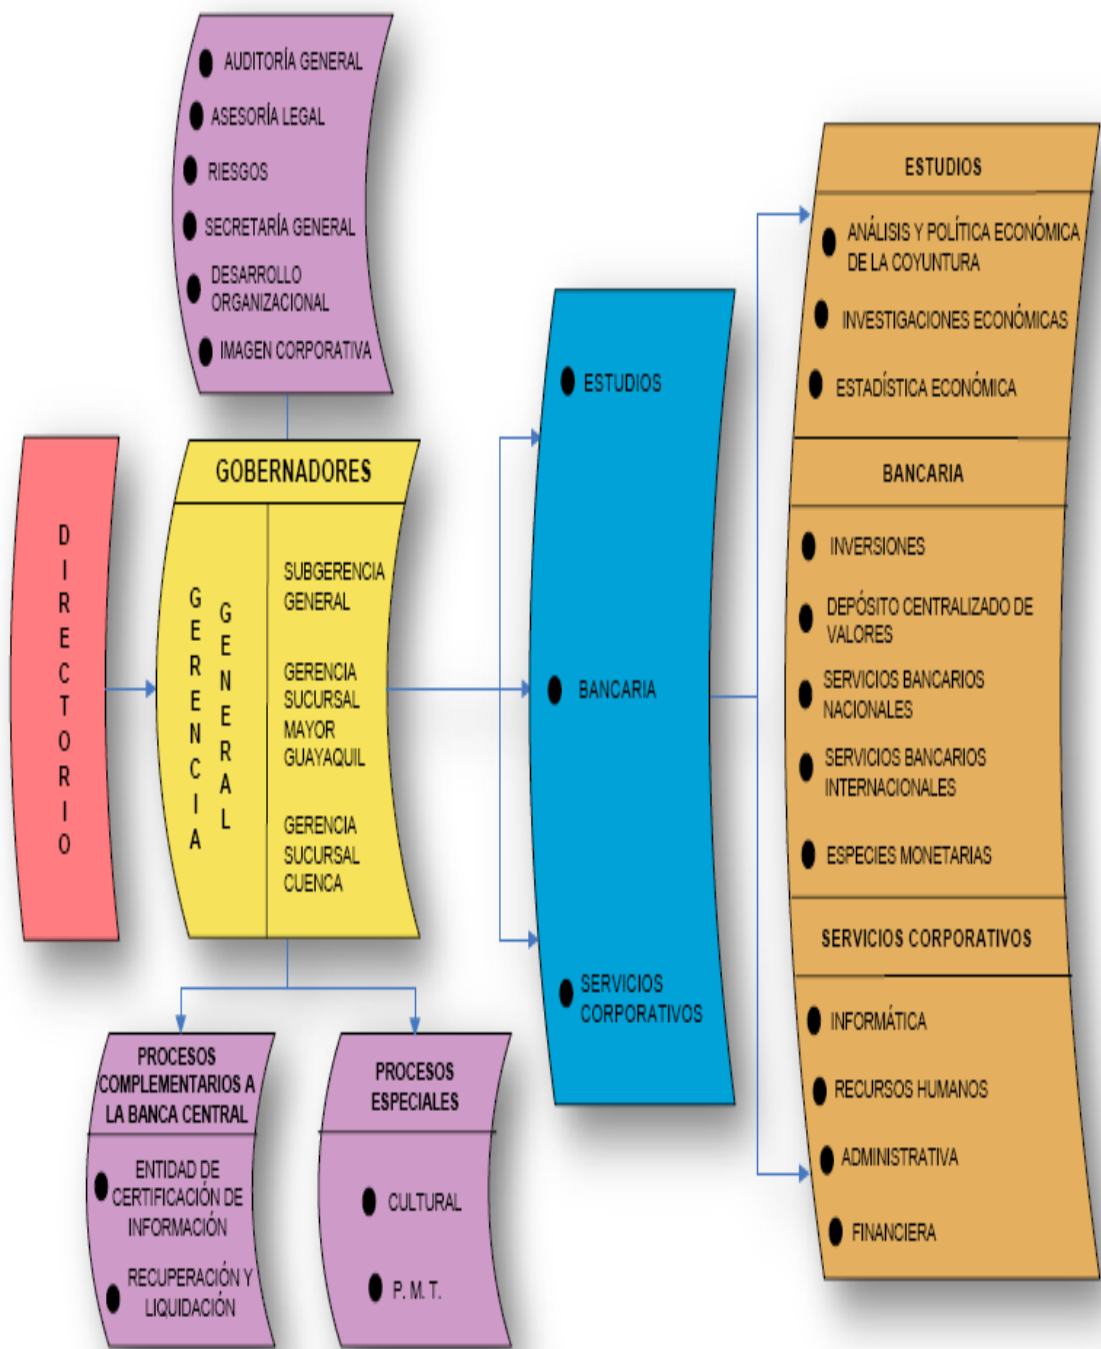 AUDITORÍA GENERAL
ASESORÍA LEGAL
RIESGOS
SECRETARÍA GENERAL
DESARROLLO
ORGANIZACIONAL
IMAGEN CORPORATIVA
DIRECTORIO
GOBERNADORES
GERENCIA
GENERAL
SUBGERENCIA
GENERAL
GERENCIA
SUCURSAL
MAYOR
GUAYAQUIL
GERENCIA
SUCURSAL
CUENCA
PROCESOS
COMPLEMENTARIOS A
LA BANCA CENTRAL
ENTIDAD DE
CERTIFICACIÓN DE
INFORMACIÓN
RECUPERACIÓN Y
LIQUIDACIÓN
PROCESOS
ESPECIALES
CULTURAL
P. M. T.
ESTUDIOS
BANCARIA
SERVICIOS
CORPORATIVOS
ESTUDIOS
ANÁLISIS Y POLÍTICA ECONÓMICA
DE LA COYUNTURA
INVESTIGACIONES ECONÓMICAS
ESTADÍSTICA ECONÓMICA
BANCARIA
INVERSIONES
DEPÓSITO CENTRALIZADO DE
VALORES
SERVICIOS BANCARIOS
NACIONALES
SERVICIOS BANCARIOS
INTERNACIONALES
ESPECIES MONETARIAS
SERVICIOS CORPORATIVOS
INFORMÁTICA
RECURSOS HUMANOS
ADMINISTRATIVA
FINANCIERA